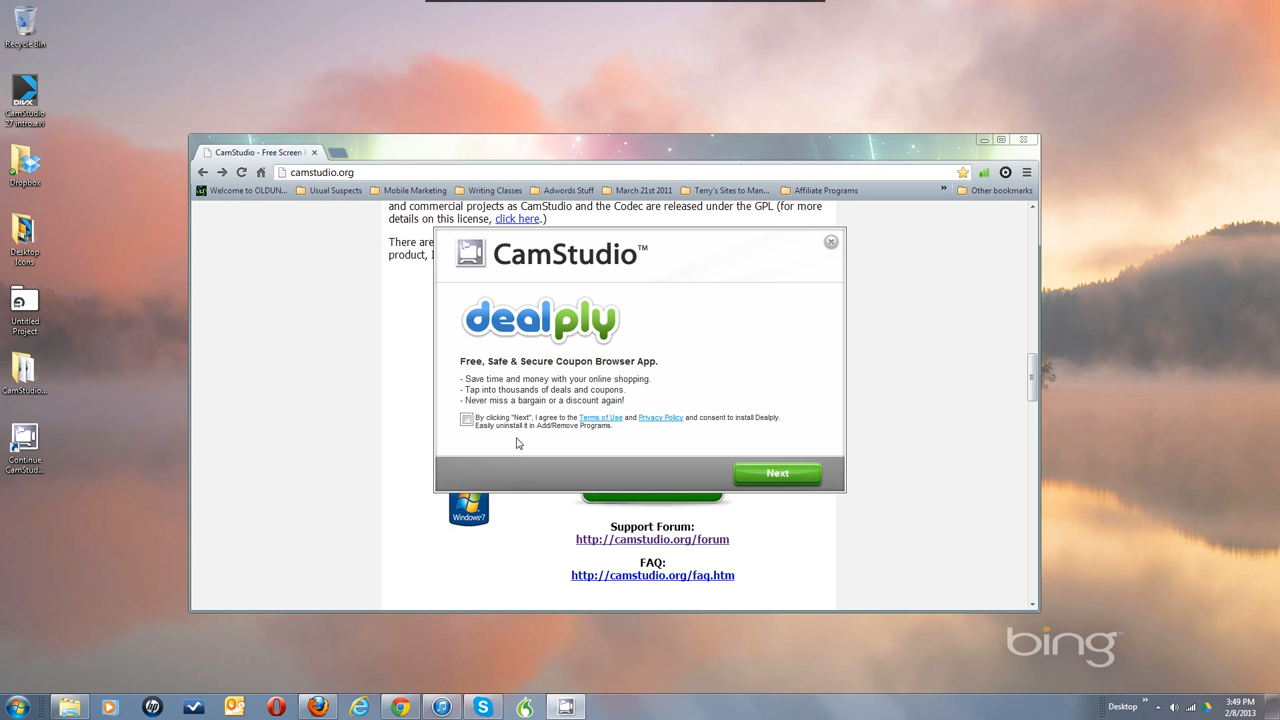 Recycle Bin
DIVX
CamStudio
27 intro.avi
Dropbox
Desktop
Icons
Untitled
Project
CamStudio...
Continue
CamStud...
CamStudio - Free Screen
camstudio.org
Welcome to OLDUN...
Usual Suspects
Mobile Marketing
Writing Classes
Adwords Stuff
March 21st 2011
Terry's Sites to Man...
Affiliate Programs
»
Other bookmarks
and commercial projects as CamStudio and the Codec are released under the GPL (for more
details on this license, click here.)
There are
product,
CamStudio™
dealply
Free, Safe & Secure Coupon Browser App.
- Save time and money with your online shopping.
- Tap into thousands of deals and coupons.
- Never miss a bargain or a discount again!
By clicking "Next", I agree to the Terms of Use and Privacy Policy and consent to install Dealply.
Easily uninstall it in Add/Remove Programs.
Next
Windows7
Support Forum:
http://camstudio.org/forum
FAQ:
http://camstudio.org/faq.htm
bing™
hp
Desktop
»
3:49 PM
2/8/2013